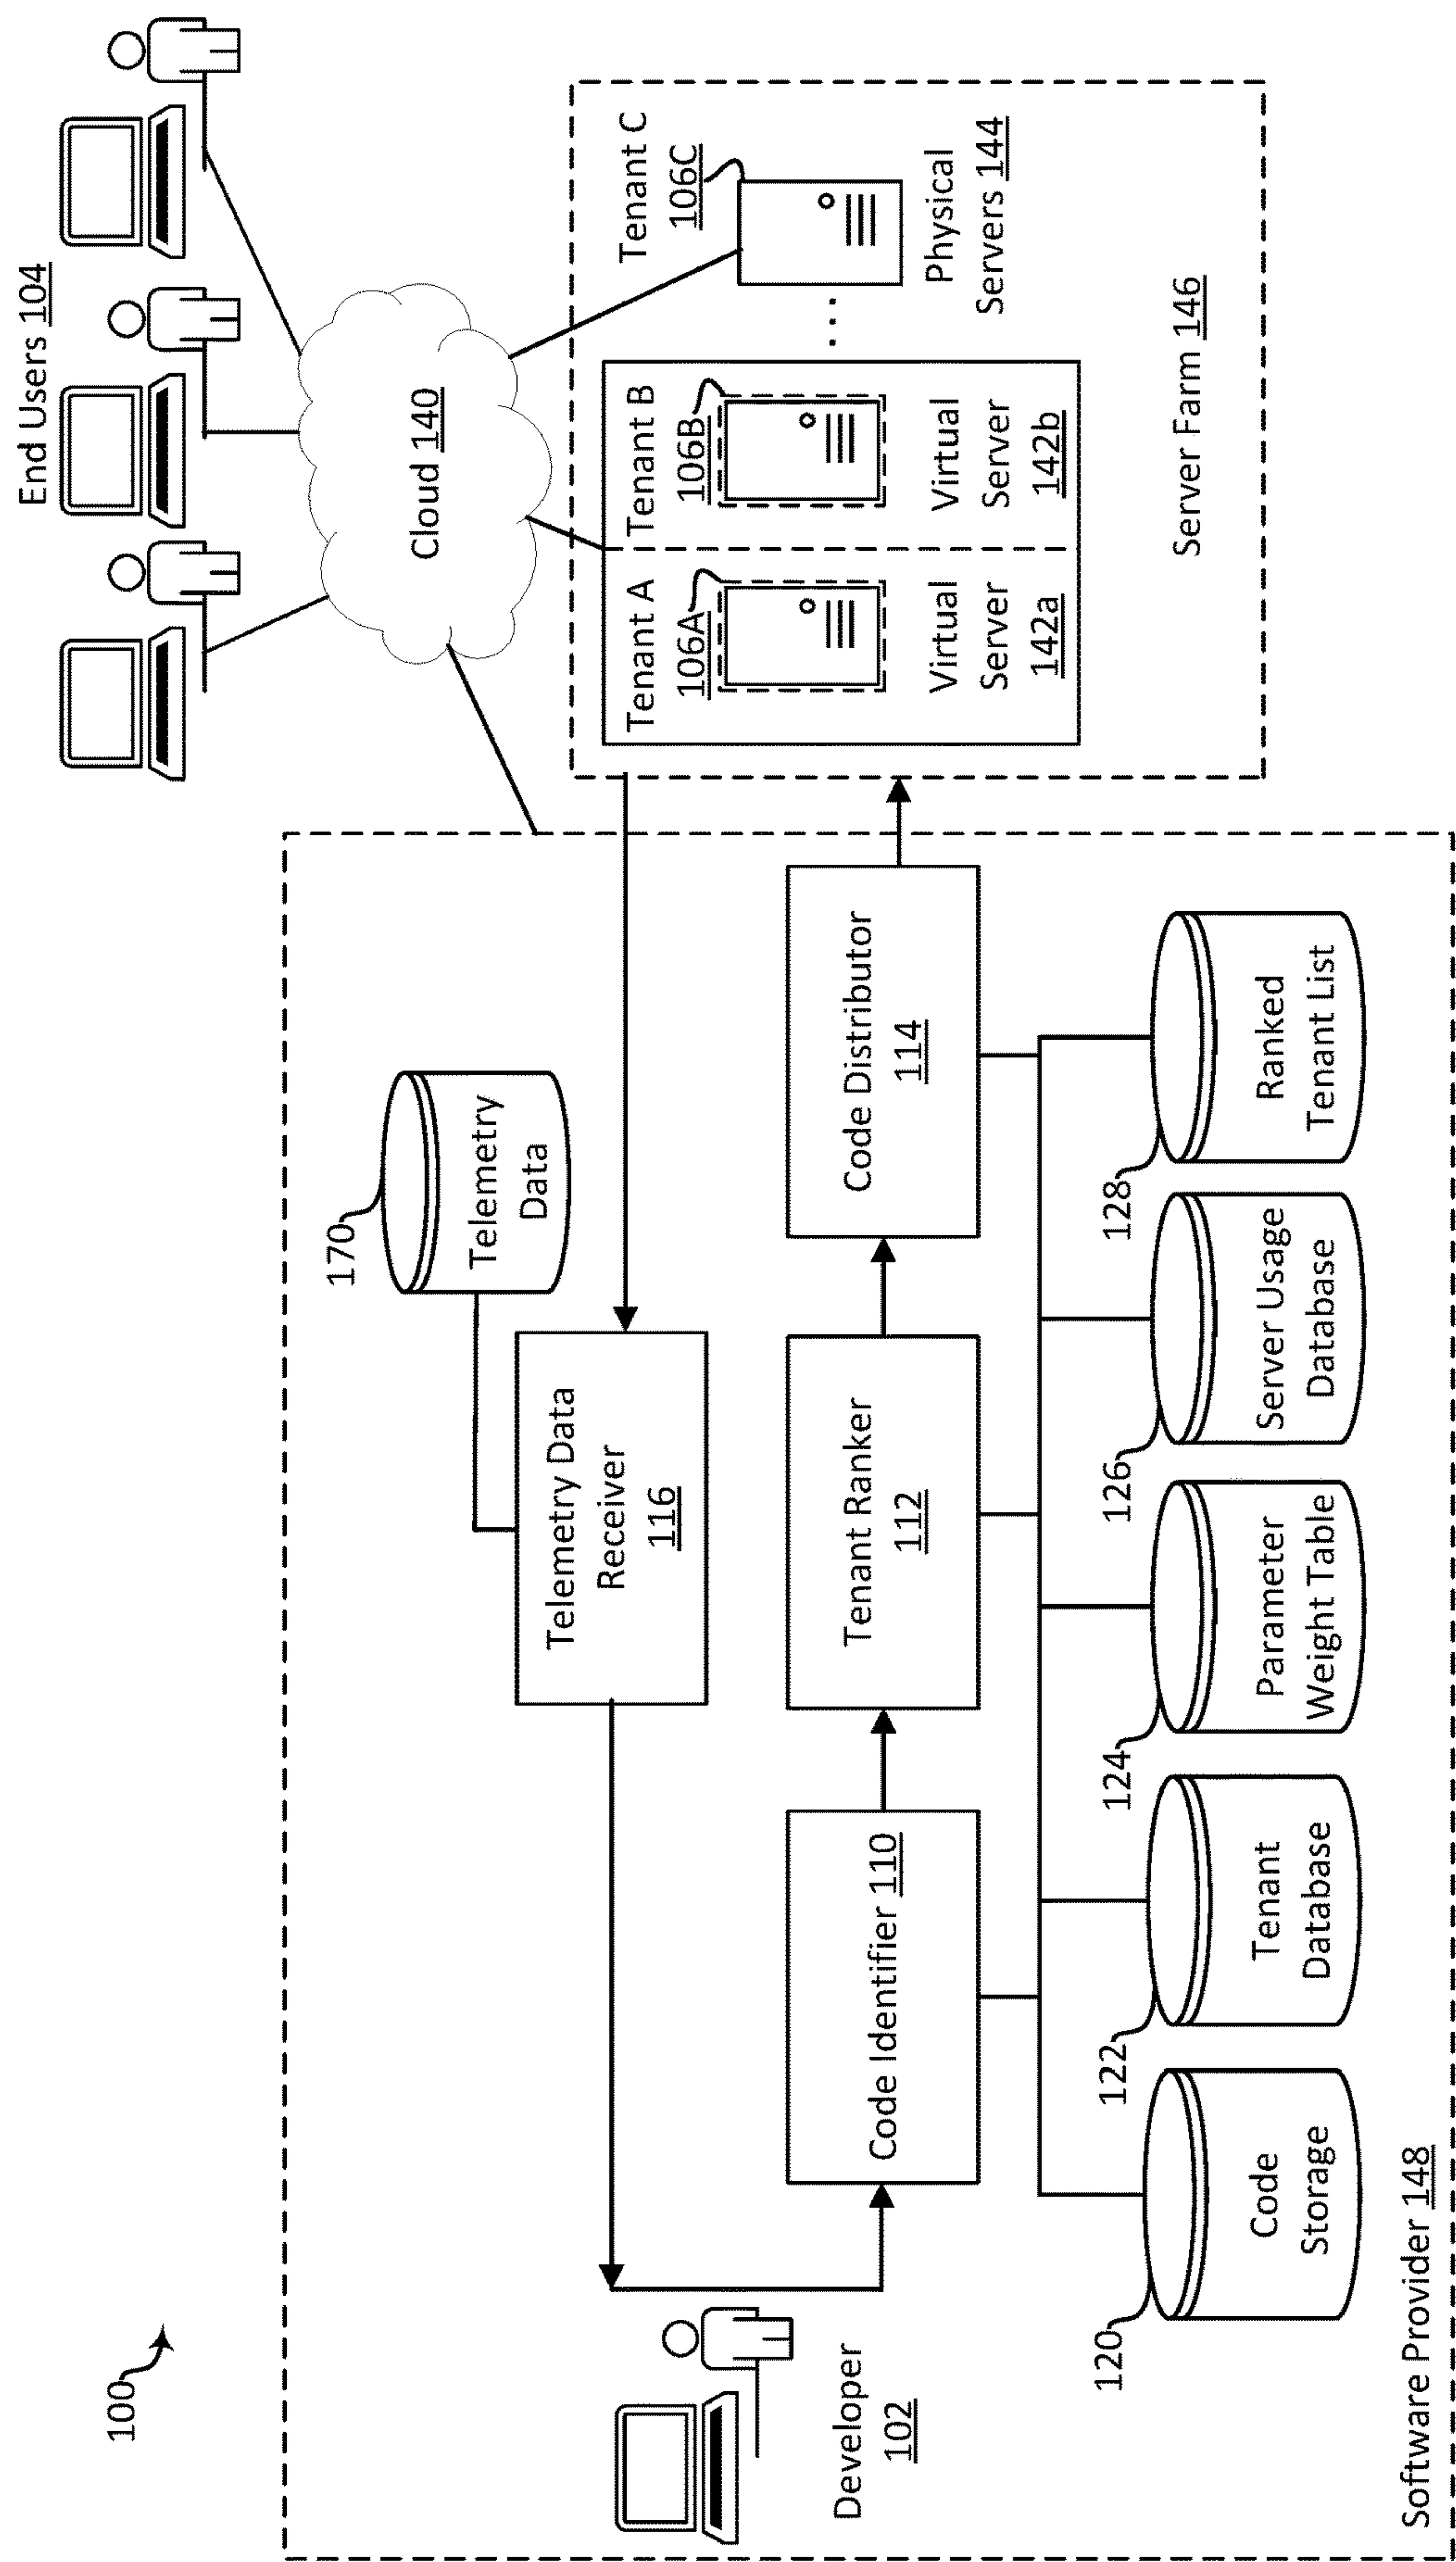 100
End Users 104
Cloud 140
Tenant A
106A
Virtual
Server
142a
Tenant B
106B
Virtual
Server
142b
...
Tenant C
106C
Physical
Servers 144
Server Farm 146
170
Telemetry
Data
Telemetry Data
Receiver
116
Developer
102
Code Identifier 110
Tenant Ranker
112
Code Distributor
114
120
Code
Storage
122
Tenant
Database
124
Parameter
Weight Table
126
Server Usage
Database
128
Ranked
Tenant List
Software Provider 148